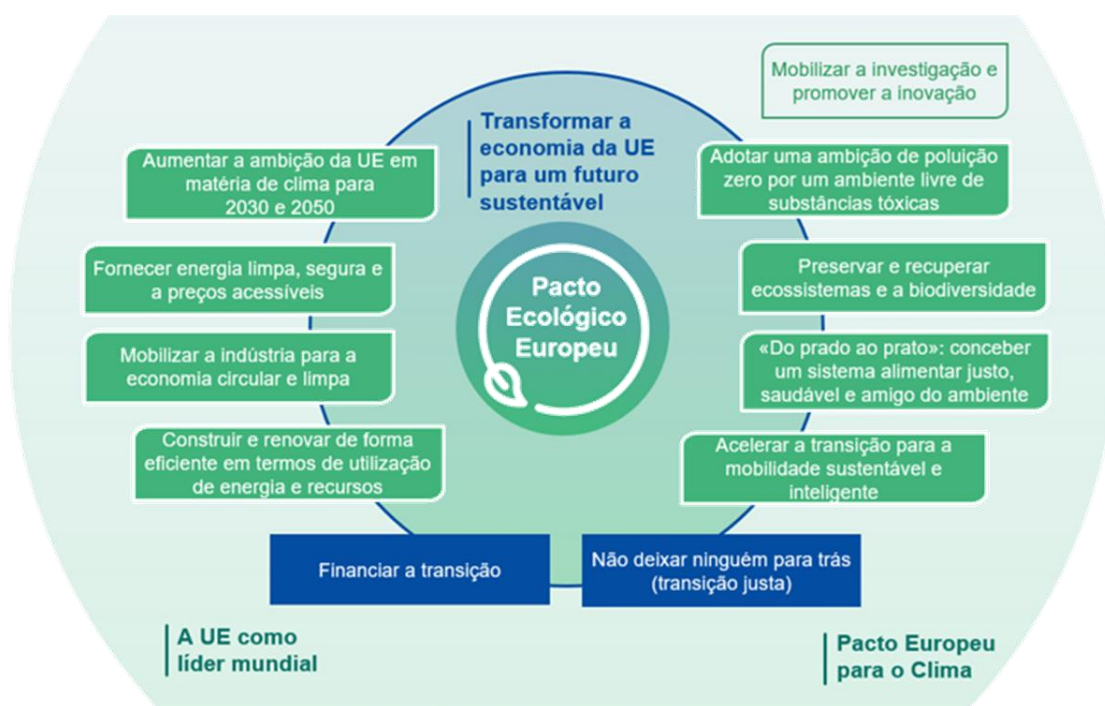 Mobilizar a investigação e
promover a inovação
Transformar a
economia da UE
para um futuro
sustentável
Aumentar a ambição da UE em
matéria de clima para
2030 e 2050
Adotar uma ambição de poluição
zero por um ambiente livre de
substâncias tóxicas
Fornecer energia limpa, segura e
a preços acessíveis
Preservar e recuperar
ecossistemas e a biodiversidade
Pacto
Ecológico
Europeu
Mobilizar a indústria para a
economia circular e limpa
«Do prado ao prato»: conceber
um sistema alimentar justo,
saudável e amigo do ambiente
Construir e renovar de forma
eficiente em termos de utilização
de energia e recursos
Acelerar a transição para a
mobilidade sustentável e
inteligente
Financiar a transição
Não deixar ninguém para trás
(transição justa)
A UE como
líder mundial
Pacto Europeu
para o Clima